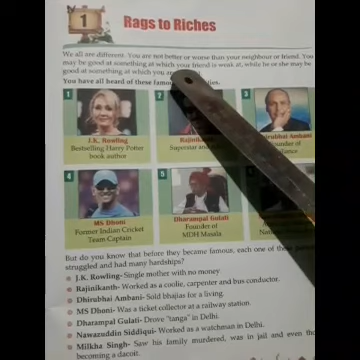 1
Rags to Riches
We all are different. You are not better or worse than your neighbour or friend. You
may be good at something at which your friend is weak at, while he or she may be
good at something at which you are
You have all heard of these
1
2
3
J.K. Rowling
Bestselling Harry Potter
book author
Superstar and
Ambani
Founder of
4
5
MS Dhoni
Former Indian Cricket
Team Captain
Dharampal Gulati
Founder of
MDH Masala
But do you know that before they became famous, each one of these
struggled and had many hardships?
J.K. Rowling- Single mother with no money
Rajinikanth- Worked as a coolie, carpenter and bus conductor.
Dhirubhai Ambani- Sold bhajias for a living.
MS Dhoni- Was a ticket collector at a railway station.
Dharampal Gulati- Drove "tanga" in Delhi.
Nawazuddin Siddiqui- Worked as a watchman in Delhi.
Milkha Singh- Saw his family murdered, was in jail and even
becoming a dacoit.